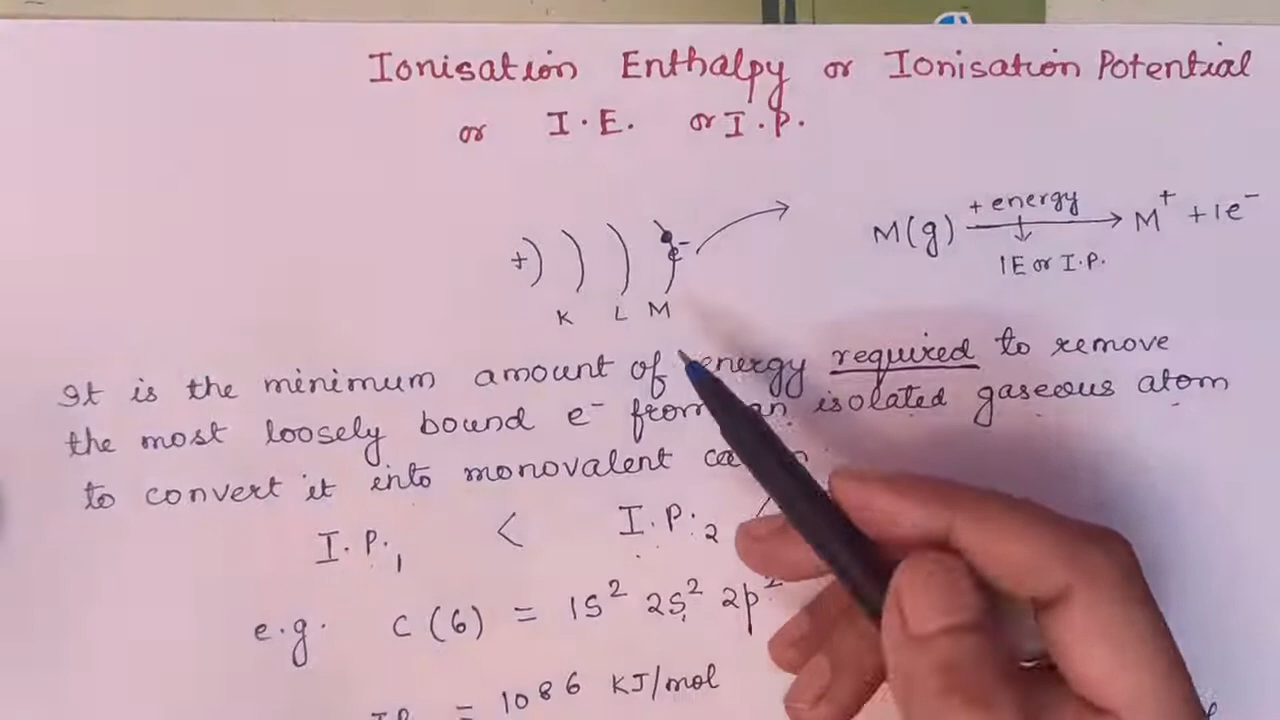 Ionisation Enthalpy or Ionisation Potential
or I.E. or I.P.
M(g) + energy → M⁺ + 1e⁻
↓
IE or I.P.
+) e⁻
K L M
It is the minimum amount of energy required to remove
the most loosely bound e⁻ from an isolated gaseous atom
to convert it into monovalent
I.P.₁ < I.P.₂
e.g. C (6) = 1S² 2S² 2p²
= 1086 KJ/mol